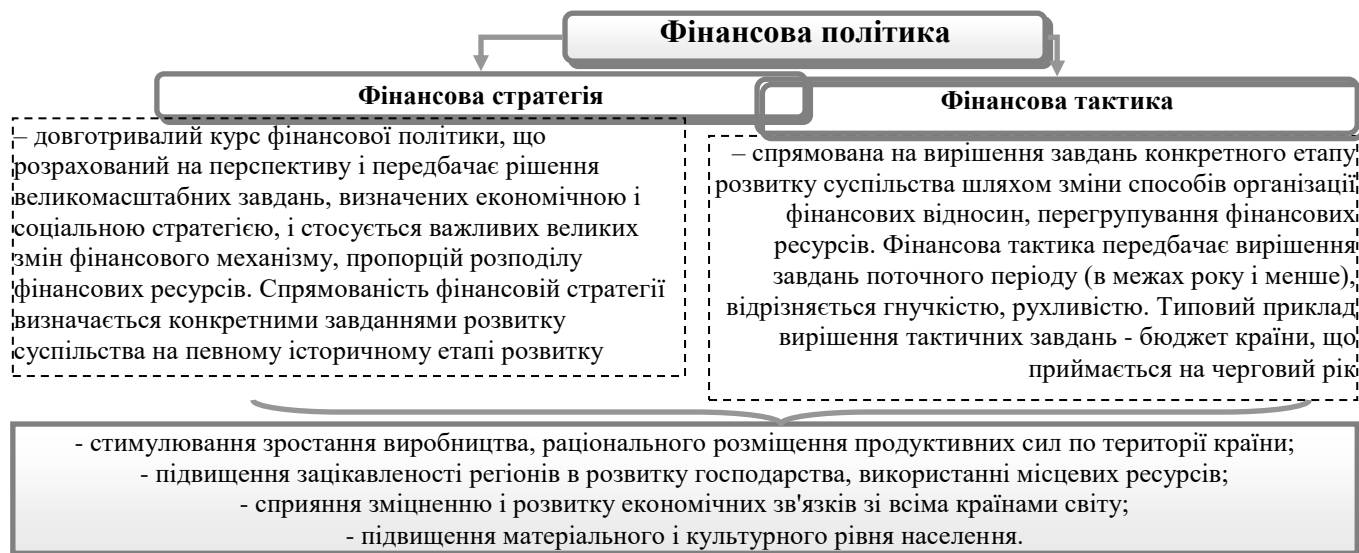 Фінансова політика
Фінансова стратегія
– довготривалий курс фінансової політики, що
розрахований на перспективу і передбачає рішення
великомасштабних завдань, визначених економічною і
соціальною стратегією, і стосується важливих великих
змін фінансового механізму, пропорцій розподілу
фінансових ресурсів. Спрямованість фінансовій стратегії
визначається конкретними завданнями розвитку
суспільства на певному історичному етапі розвитку
Фінансова тактика
– спрямована на вирішення завдань конкретного етапу
розвитку суспільства шляхом зміни способів організації
фінансових відносин, перегрупування фінансових
ресурсів. Фінансова тактика передбачає вирішення
завдань поточного періоду (в межах року і менше),
відрізняється гнучкістю, рухливістю. Типовий приклад
вирішення тактичних завдань - бюджет країни, що
приймається на черговий рік
- стимулювання зростання виробництва, раціонального розміщення продуктивних сил по території країни;
- підвищення зацікавленості регіонів в розвитку господарства, використанні місцевих ресурсів;
- сприяння зміцненню і розвитку економічних зв'язків зі всіма країнами світу;
- підвищення матеріального і культурного рівня населення.